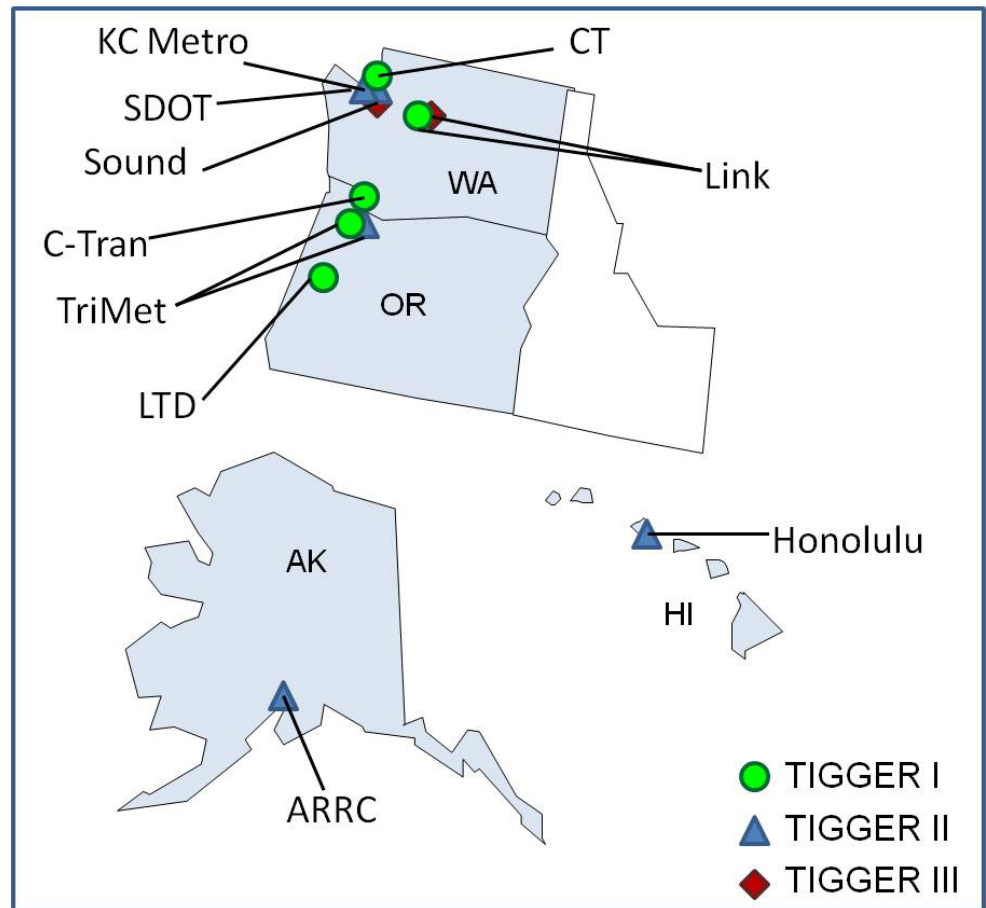 KC Metro
CT
SDOT
Sound
Link
WA
C-Tran
TriMet
OR
LTD
Honolulu
AK
HI
ARRC
TIGGER I
TIGGER II
TIGGER III